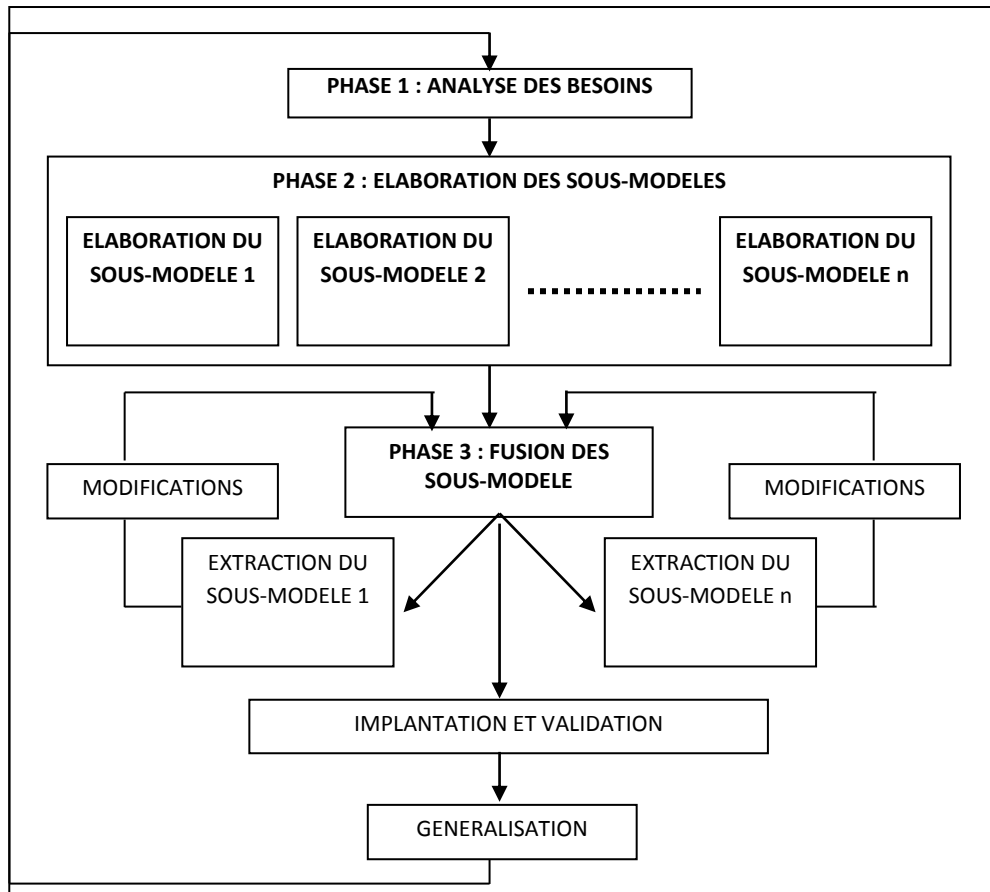 PHASE 1 : ANALYSE DES BESOINS
PHASE 2 : ELABORATION DES SOUS-MODELES
ELABORATION DU
SOUS-MODELE 1
ELABORATION DU
SOUS-MODELE 2
ELABORATION DU
SOUS-MODELE n
PHASE 3 : FUSION DES
SOUS-MODELE
MODIFICATIONS
MODIFICATIONS
EXTRACTION DU
SOUS-MODELE 1
EXTRACTION DU
SOUS-MODELE n
IMPLANTATION ET VALIDATION
GENERALISATION